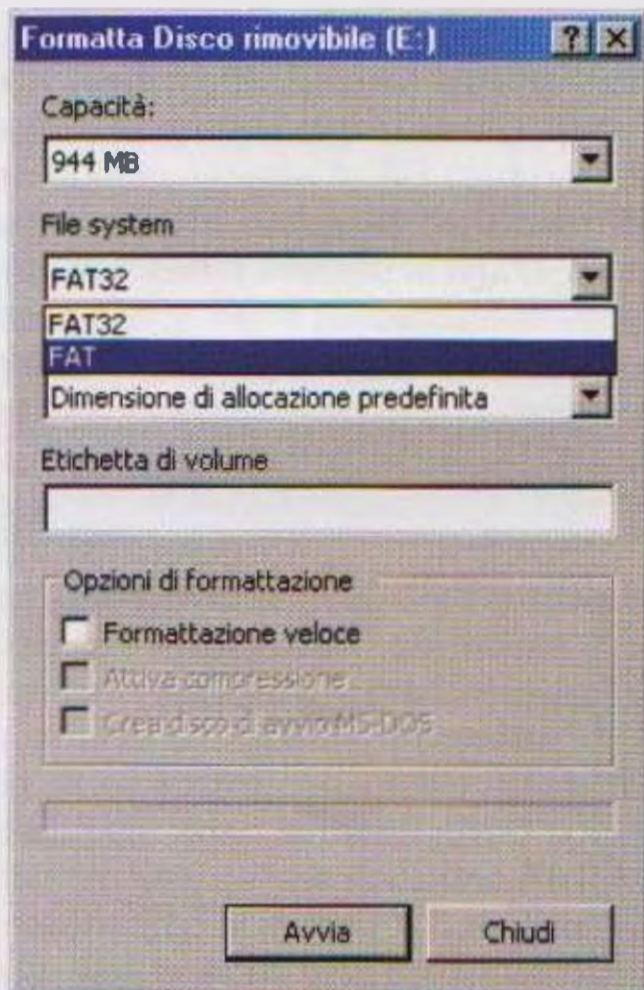 Formatta Disco rimovibile (E:)
Capacità:
944 MB
File system
FAT32
FAT32
FAT
Dimensione di allocazione predefinita
Etichetta di volume
Opzioni di formattazione
Formattazione veloce
Attiva compressione
Crea disco di avvio MS-DOS
Avvia
Chiudi